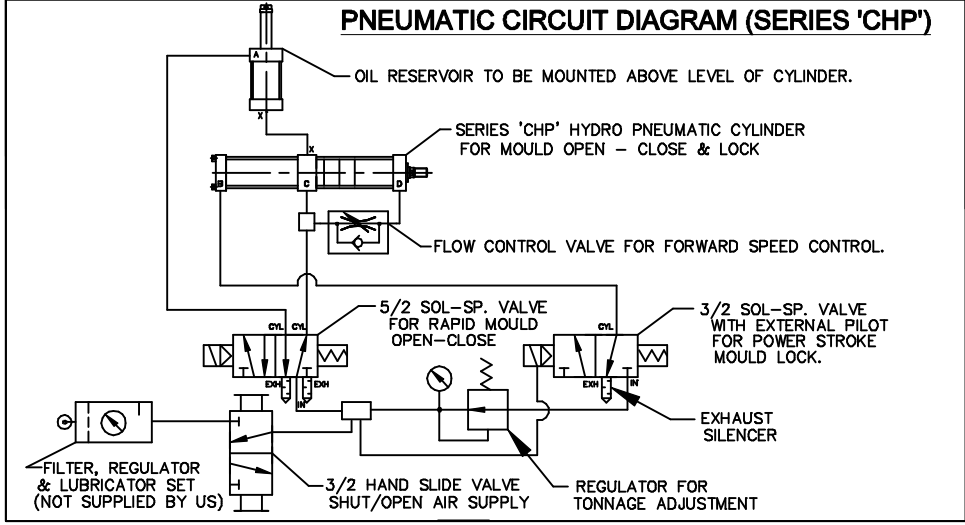 PNEUMATIC CIRCUIT DIAGRAM (SERIES 'CHP')
A
OIL RESERVOIR TO BE MOUNTED ABOVE LEVEL OF CYLINDER.
X
X
SERIES 'CHP' HYDRO PNEUMATIC CYLINDER
FOR MOULD OPEN - CLOSE & LOCK
B
C
D
FLOW CONTROL VALVE FOR FORWARD SPEED CONTROL.
5/2 SOL-SP. VALVE
FOR RAPID MOULD
OPEN-CLOSE
3/2 SOL-SP. VALVE
WITH EXTERNAL PILOT
FOR POWER STROKE
MOULD LOCK.
CYL
CYL
CYL
EXH
EXH
IN
EXH
IN
EXHAUST
SILENCER
FILTER, REGULATOR
& LUBRICATOR SET
(NOT SUPPLIED BY US)
3/2 HAND SLIDE VALVE
SHUT/OPEN AIR SUPPLY
REGULATOR FOR
TONNAGE ADJUSTMENT